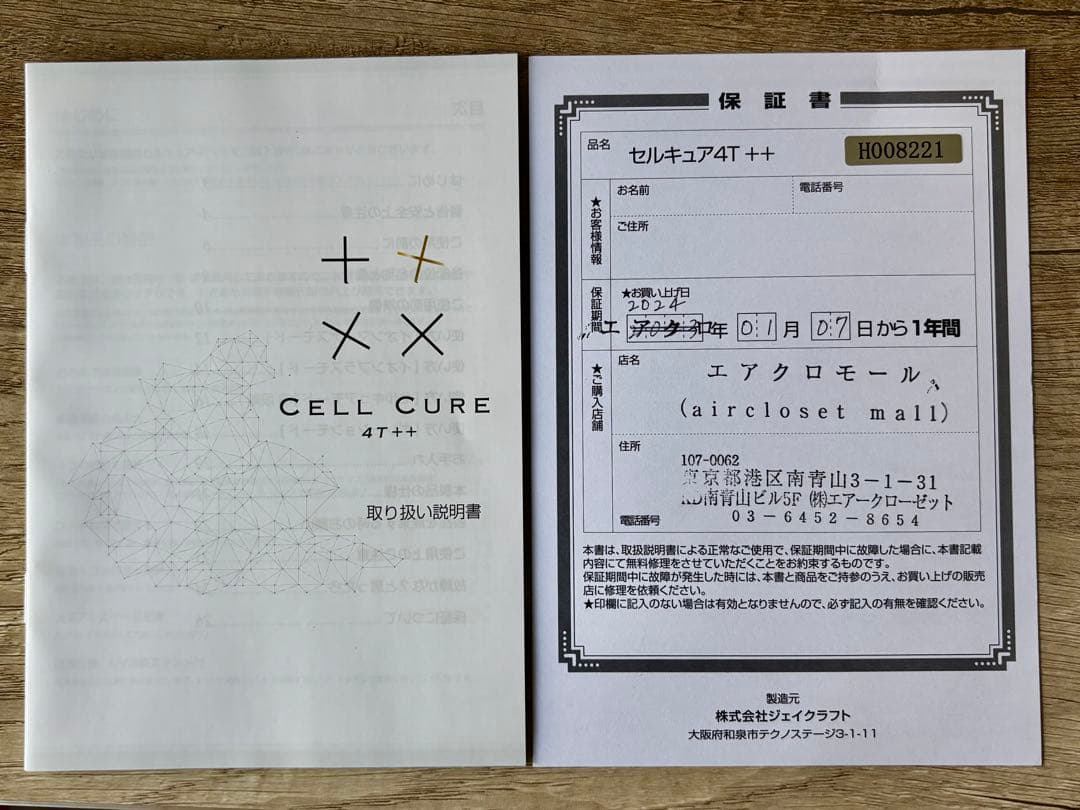 CELL CURE
4T++
取り扱い説明書
保証書
品名
セルキュア4T++
H008221
★お客様情報
お名前
電話番号
ご住所
保証期間
★お買い上げ日
2024
エアクロ
年 01月 07日から1年間
★ご購入店舗
店名
エアクロモール
(aircloset mall)
住所
107-0062
東京都港区南青山3-1-31
KD南青山ビル5F ㈱エアークローゼット
電話番号
03-6452-8654
本書は、取扱説明書による正常なご使用で、保証期間中に故障した場合に、本書記載
内容にて無料修理をさせていただくことをお約束するものです。
保証期間中に故障が発生した時には、本書と商品をご持参のうえ、お買い上げの販売
店に修理を依頼ください。
★印欄に記入のない場合は有効となりませんので、必ず記入の有無を確認ください。
製造元
株式会社ジェイクラフト
大阪府和泉市テクノステージ3-1-11